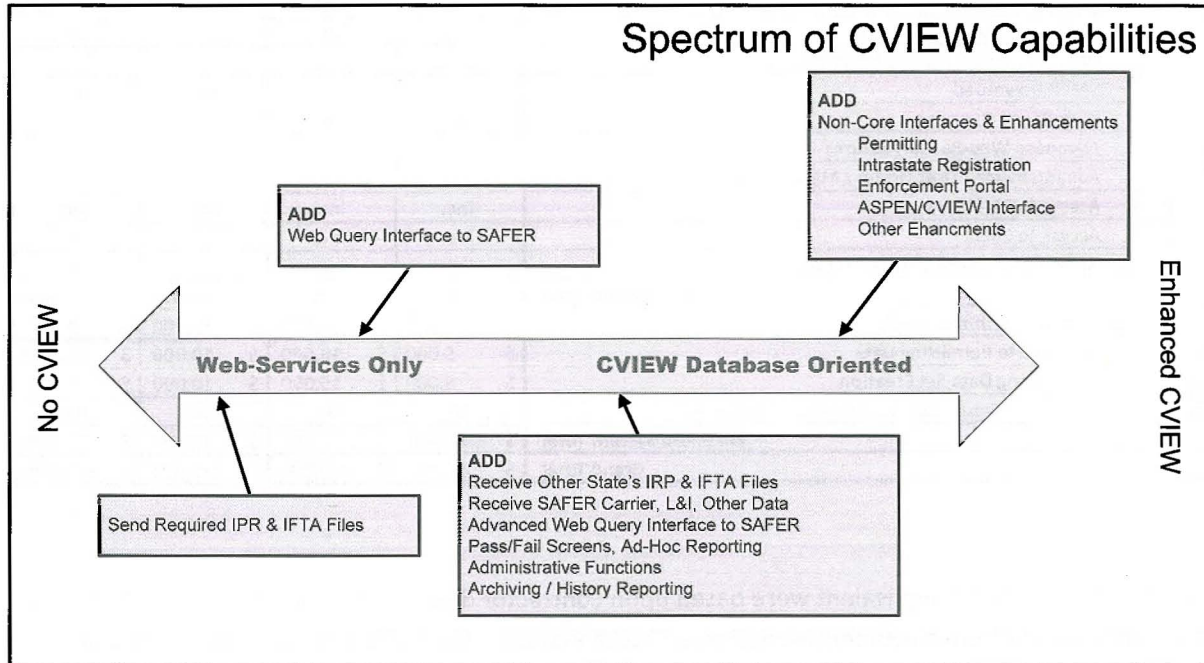 Spectrum of CVIEW Capabilities
ADD
Non-Core Interfaces & Enhancements
Permitting
Intrastate Registration
Enforcement Portal
ASPEN/CVIEW Interface
Other Ehancments
ADD
Web Query Interface to SAFER
No CVIEW
Web-Services Only
CVIEW Database Oriented
Enhanced CVIEW
Send Required IPR & IFTA Files
ADD
Receive Other State's IRP & IFTA Files
Receive SAFER Carrier, L&I, Other Data
Advanced Web Query Interface to SAFER
Pass/Fail Screens, Ad-Hoc Reporting
Administrative Functions
Archiving / History Reporting